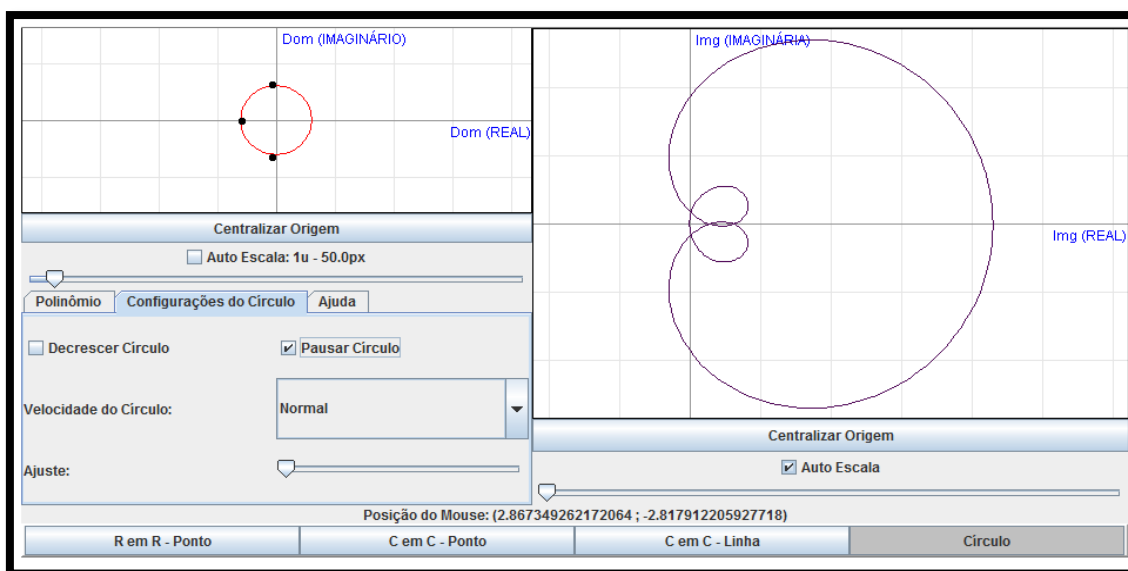 Dom (IMAGINÁRIO)
Dom (REAL)
Centralizar Origem
Auto Escala: 1u - 50.0px
Polinômio
Configurações do Círculo
Ajuda
Decrescer Círculo
Pausar Círculo
Velocidade do Círculo:
Normal
Ajuste:
Img (IMAGINÁRIA)
Img (REAL)
Centralizar Origem
Auto Escala
Posição do Mouse: (2.867349262172064 ; -2.817912205927718)
R em R - Ponto
C em C - Ponto
C em C - Linha
Círculo